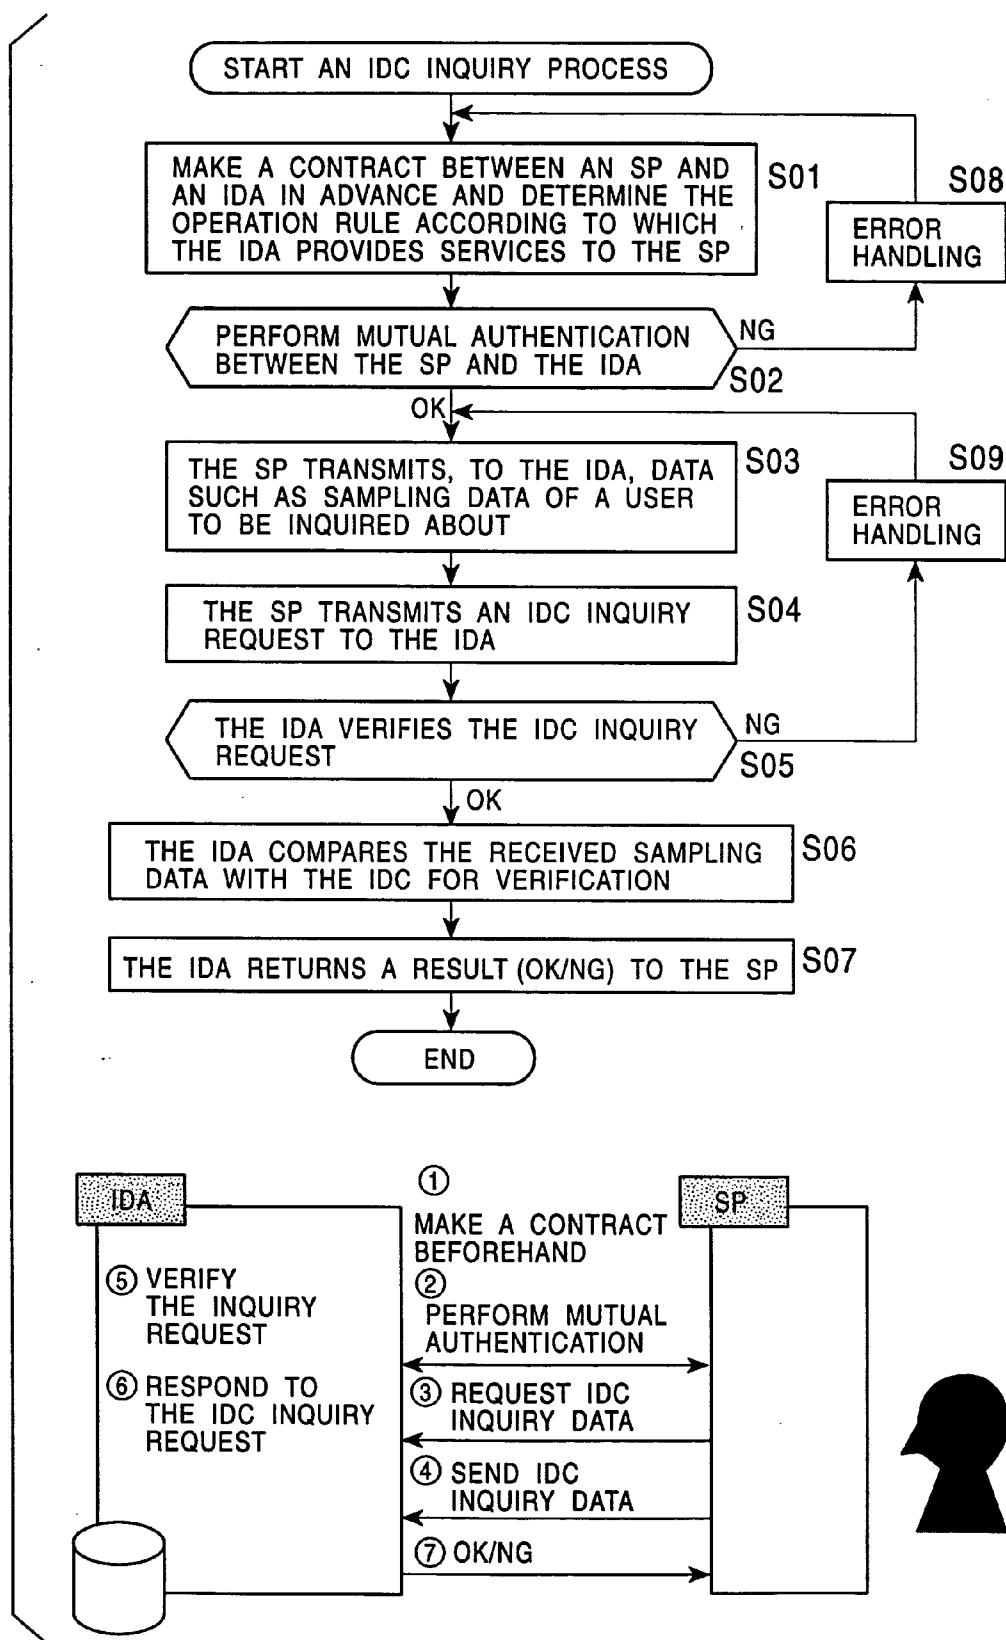 START AN IDC INQUIRY PROCESS
MAKE A CONTRACT BETWEEN AN SP AND
AN IDA IN ADVANCE AND DETERMINE THE
OPERATION RULE ACCORDING TO WHICH
THE IDA PROVIDES SERVICES TO THE SP
S01
S08
ERROR
HANDLING
PERFORM MUTUAL AUTHENTICATION
BETWEEN THE SP AND THE IDA
NG
S02
OK
THE SP TRANSMITS, TO THE IDA, DATA
SUCH AS SAMPLING DATA OF A USER
TO BE INQUIRED ABOUT
S03
S09
ERROR
HANDLING
THE SP TRANSMITS AN IDC INQUIRY
REQUEST TO THE IDA
S04
THE IDA VERIFIES THE IDC INQUIRY
REQUEST
NG
S05
OK
THE IDA COMPARES THE RECEIVED SAMPLING
DATA WITH THE IDC FOR VERIFICATION
S06
THE IDA RETURNS A RESULT (OK/NG) TO THE SP
S07
END
IDA
SP
①
MAKE A CONTRACT
BEFOREHAND
②
PERFORM MUTUAL
AUTHENTICATION
③ REQUEST IDC
INQUIRY DATA
④ SEND IDC
INQUIRY DATA
⑤ VERIFY
THE INQUIRY
REQUEST
⑥ RESPOND TO
THE IDC INQUIRY
REQUEST
⑦ OK/NG